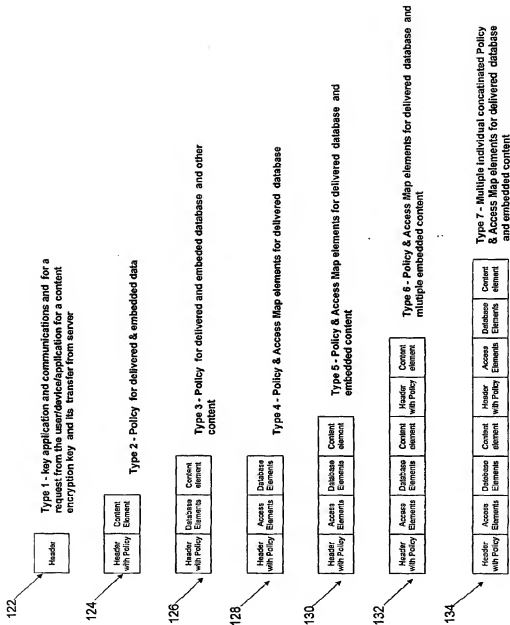 122
Header
Type 1 - key application and communications and for a
request from the user/device/application for a content
encryption key and its transfer from server
124
Header
with Policy
Content
Element
Type 2 - Policy for delivered & embedded data
126
Header
with Policy
Database
Elements
Content
element
Type 3 - Policy for delivered and embeded database and other
content
128
Header
with Policy
Access
Elements
Database
Elements
Type 4 - Policy & Access Map elements for delivered database
130
Header
with Policy
Access
Elements
Database
Elements
Content
element
Type 5 - Policy & Access Map elements for delivered database and
embedded content
132
Header
with Policy
Access
Elements
Database
Elements
Content
element
Header
with Policy
Content
element
Type 6 - Policy & Access Map elements for delivered database and
mlutiple embedded content
134
Header
with Policy
Access
Elements
Database
Elements
Content
element
Header
with Policy
Access
Elements
Database
Elements
Content
element
Type 7 - Multiple individual concatinated Policy
& Access Map elements for delivered database
and embedded content